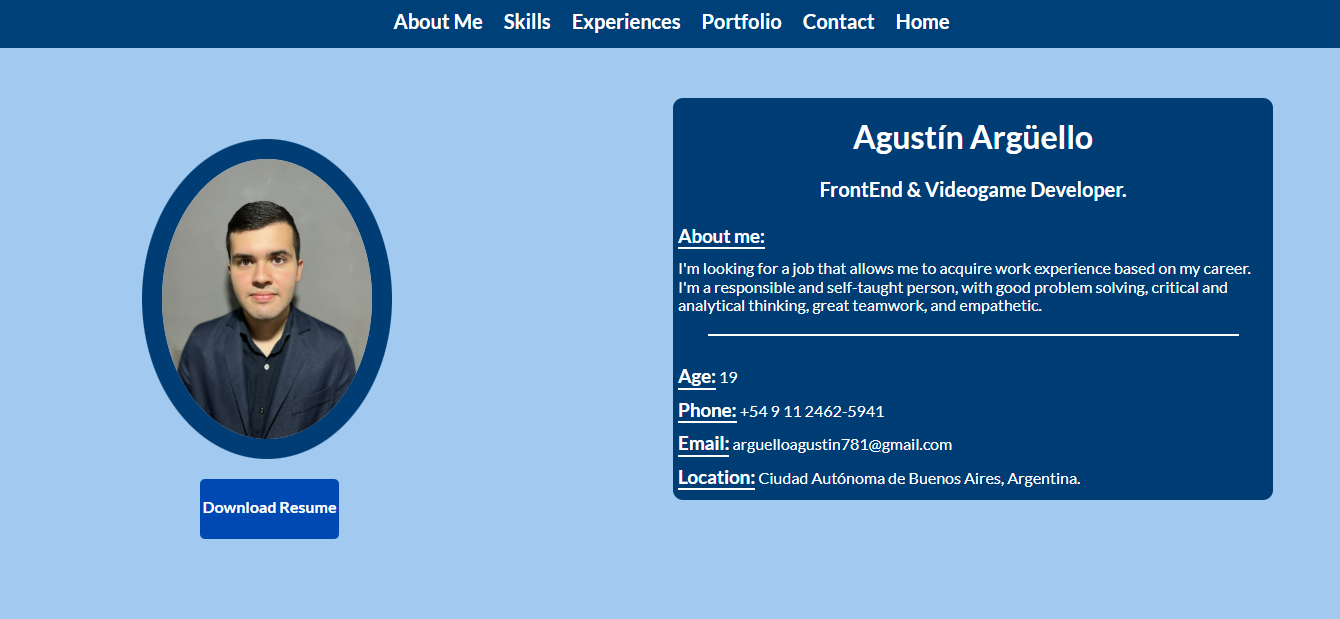 About Me Skills Experiences Portfolio Contact Home
Agustín Argüello
FrontEnd & Videogame Developer.
About me:
I'm looking for a job that allows me to acquire work experience based on my career.
I'm a responsible and self-taught person, with good problem solving, critical and
analytical thinking, great teamwork, and empathetic.
Age: 19
Phone: +54 9 11 2462-5941
Email: arguelloagustin781@gmail.com
Location: Ciudad Autónoma de Buenos Aires, Argentina.
Download Resume